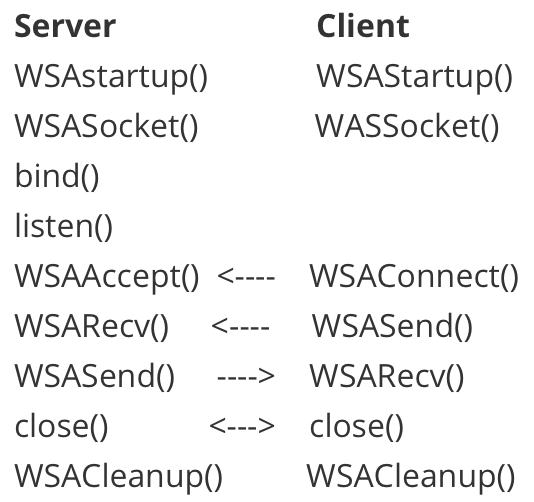 Server Client
WSAstartup() WSAStartup()
WSASocket() WASSocket()
bind()
listen()
WSAAccept() <---- WSAConnect()
WSARecv() <---- WSASend()
WSASend() ----> WSARecv()
close() <---> close()
WSACleanup() WSACleanup()